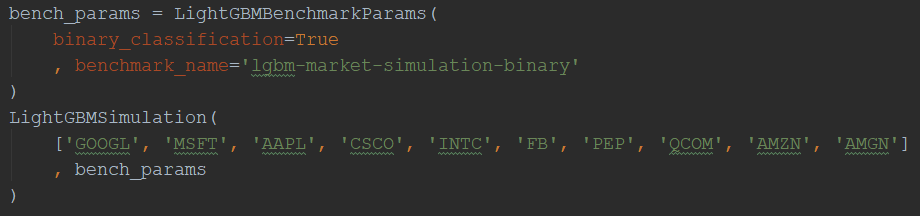 bench_params = LightGBMBenchmarkParams(
    binary_classification=True
    , benchmark_name='lgbm-market-simulation-binary'
)
LightGBMSimulation(
    ['GOOGL', 'MSFT', 'AAPL', 'CSCO', 'INTC', 'FB', 'PEP', 'QCOM', 'AMZN', 'AMGN']
    , bench_params
)